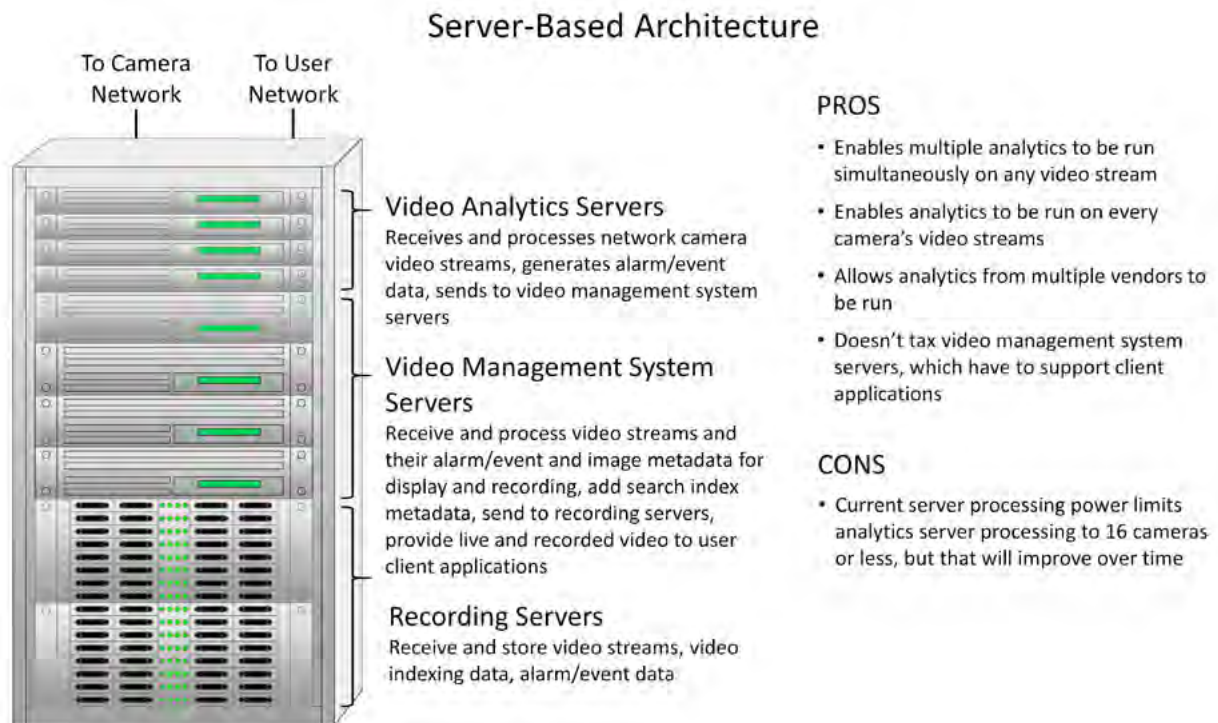 Server-Based Architecture
To Camera
Network
To User
Network
Video Analytics Servers
Receives and processes network camera
video streams, generates alarm/event
data, sends to video management system
servers
Video Management System
Servers
Receive and process video streams and
their alarm/event and image metadata for
display and recording, add search index
metadata, send to recording servers,
provide live and recorded video to user
client applications
Recording Servers
Receive and store video streams, video
indexing data, alarm/event data
PROS
• Enables multiple analytics to be run
simultaneously on any video stream
• Enables analytics to be run on every
camera's video streams
• Allows analytics from multiple vendors to
be run
• Doesn't tax video management system
servers, which have to support client
applications
CONS
• Current server processing power limits
analytics server processing to 16 cameras
or less, but that will improve over time